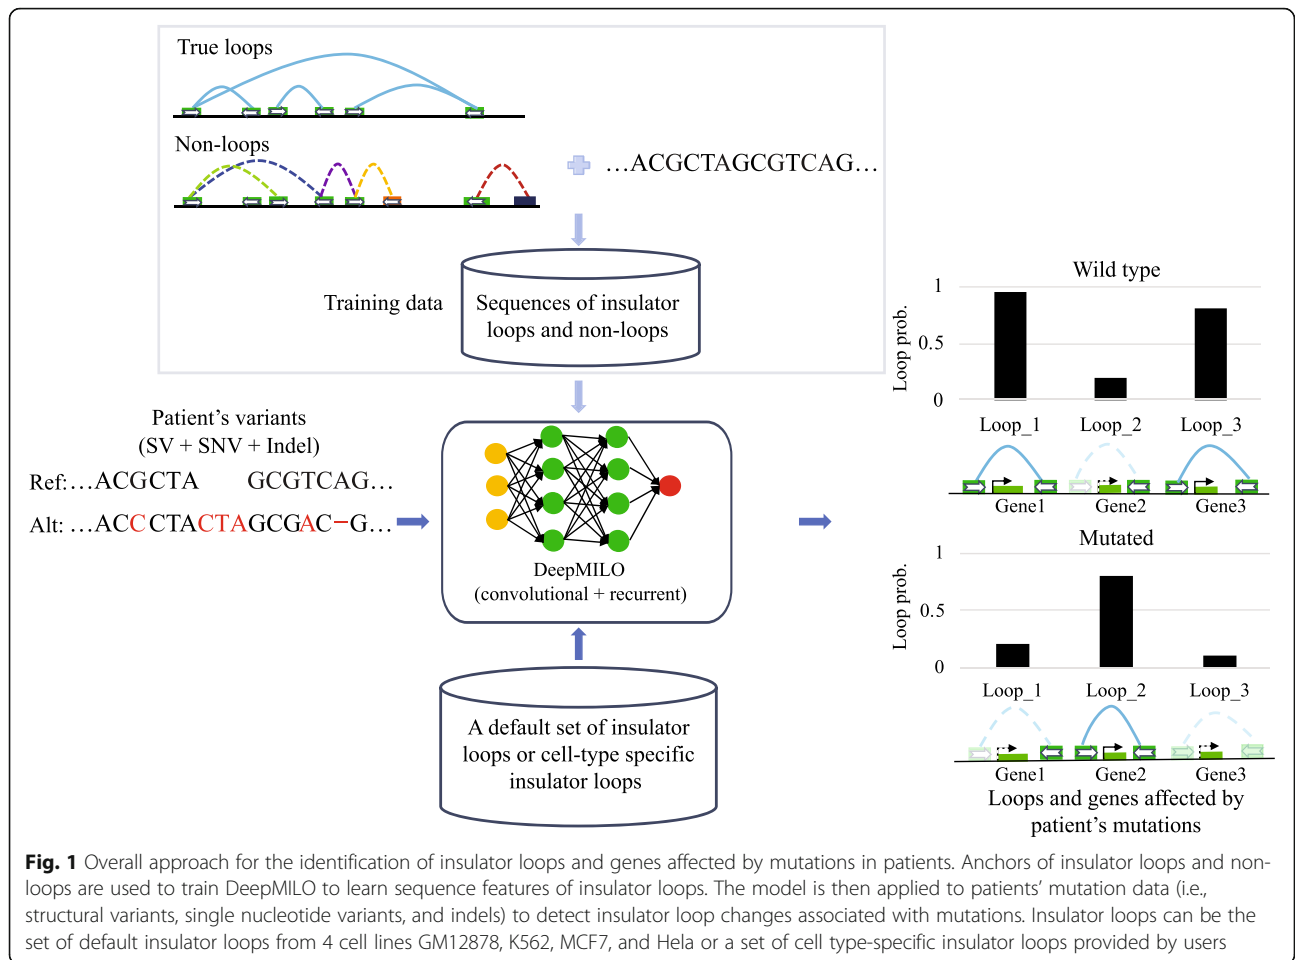 True loops
Non-loops
…ACGCTAGCGTCAG…
Training data
Sequences of insulator
loops and non-loops
Patient's variants
(SV + SNV + Indel)
Ref:…ACGCTA GCGTCAG…
Alt: …ACCCTACTAGCGAC–G…
DeepMILO
(convolutional + recurrent)
A default set of insulator
loops or cell-type specific
insulator loops
Wild type
Loop prob.
1
0.5
0
Loop_1 Loop_2 Loop_3
Gene1 Gene2 Gene3
Mutated
Loop prob.
1
0.5
0
Loop_1 Loop_2 Loop_3
Gene1 Gene2 Gene3
Loops and genes affected by
patient's mutations
Fig. 1 Overall approach for the identification of insulator loops and genes affected by mutations in patients. Anchors of insulator loops and non-
loops are used to train DeepMILO to learn sequence features of insulator loops. The model is then applied to patients' mutation data (i.e.,
structural variants, single nucleotide variants, and indels) to detect insulator loop changes associated with mutations. Insulator loops can be the
set of default insulator loops from 4 cell lines GM12878, K562, MCF7, and Hela or a set of cell type-specific insulator loops provided by users